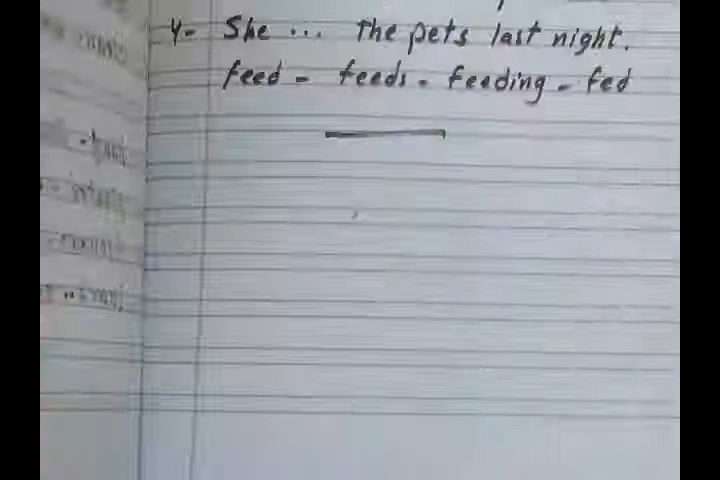 4- She ... The pets last night.
feed - feeds - feeding - fed